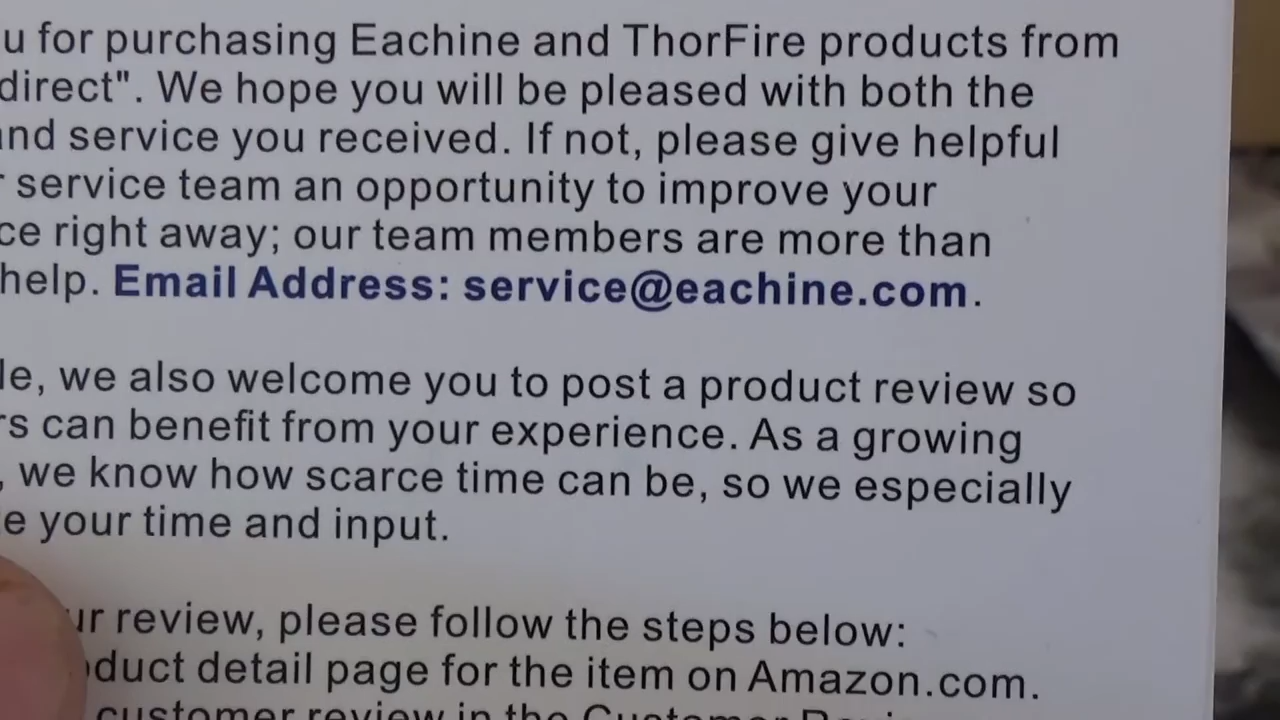 u for purchasing Eachine and ThorFire products from
direct". We hope you will be pleased with both the
nd service you received. If not, please give helpful
service team an opportunity to improve your
ce right away; our team members are more than
help. Email Address: service@eachine.com.
le, we also welcome you to post a product review so
rs can benefit from your experience. As a growing
, we know how scarce time can be, so we especially
e your time and input.
ur review, please follow the steps below:
duct detail page for the item on Amazon.com.
customer review in the Customer